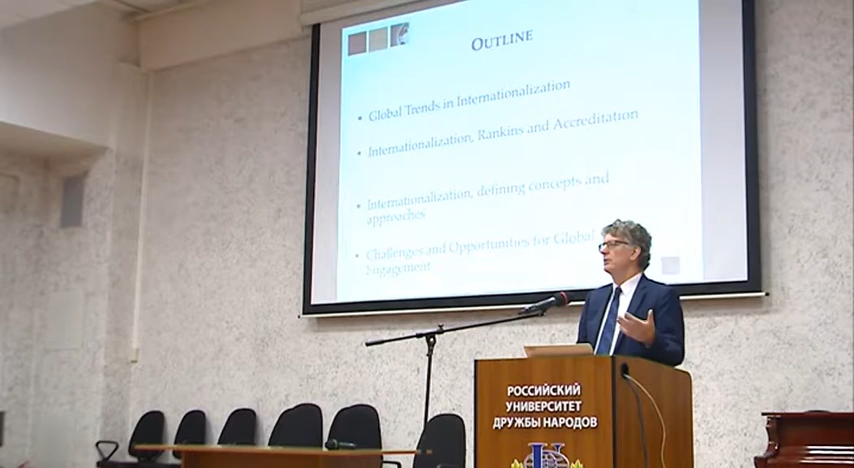 OUTLINE
• Global Trends in Internationalization
• Internationalization, Rankins and Accreditation
• Internationalization, defining concepts and
approaches
• Challenges and Opportunities for Global
Engagement
РОССИЙСКИЙ
УНИВЕРСИТЕТ
ДРУЖБЫ НАРОДОВ